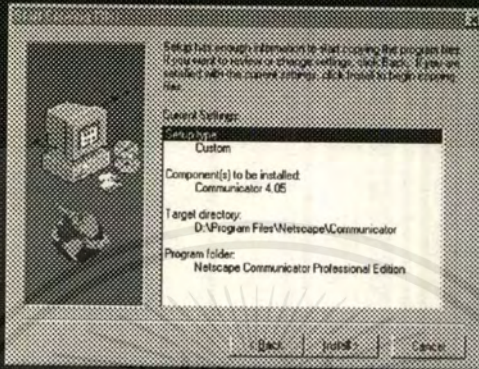 Start Copying Files
Setup has enough information to start copying the program files.
If you want to review or change settings, click Back. If you are
satisfied with the current settings, click Install to begin copying
files.
Current Settings:
Setup type:
Custom
Component(s) to be installed:
Communicator 4.05
Target directory:
D:\Program Files\Netscape\Communicator
Program folder:
Netscape Communicator Professional Edition
< Back
Install >
Cancel